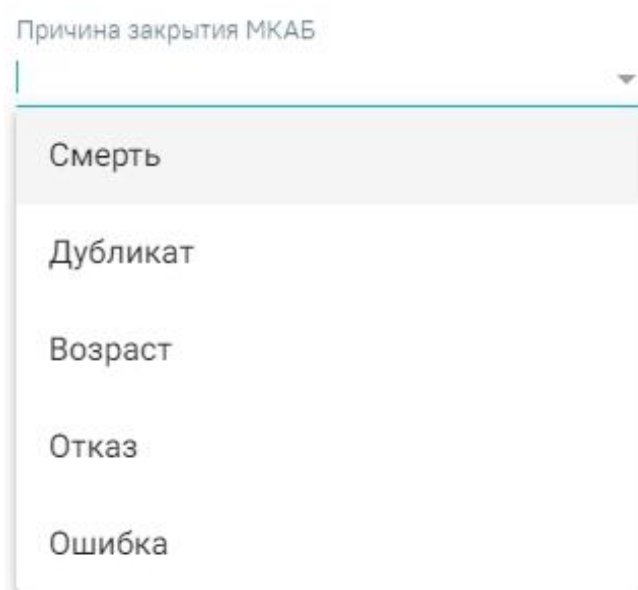 Причина закрытия МКАБ
Смерть
Дубликат
Возраст
Отказ
Ошибка